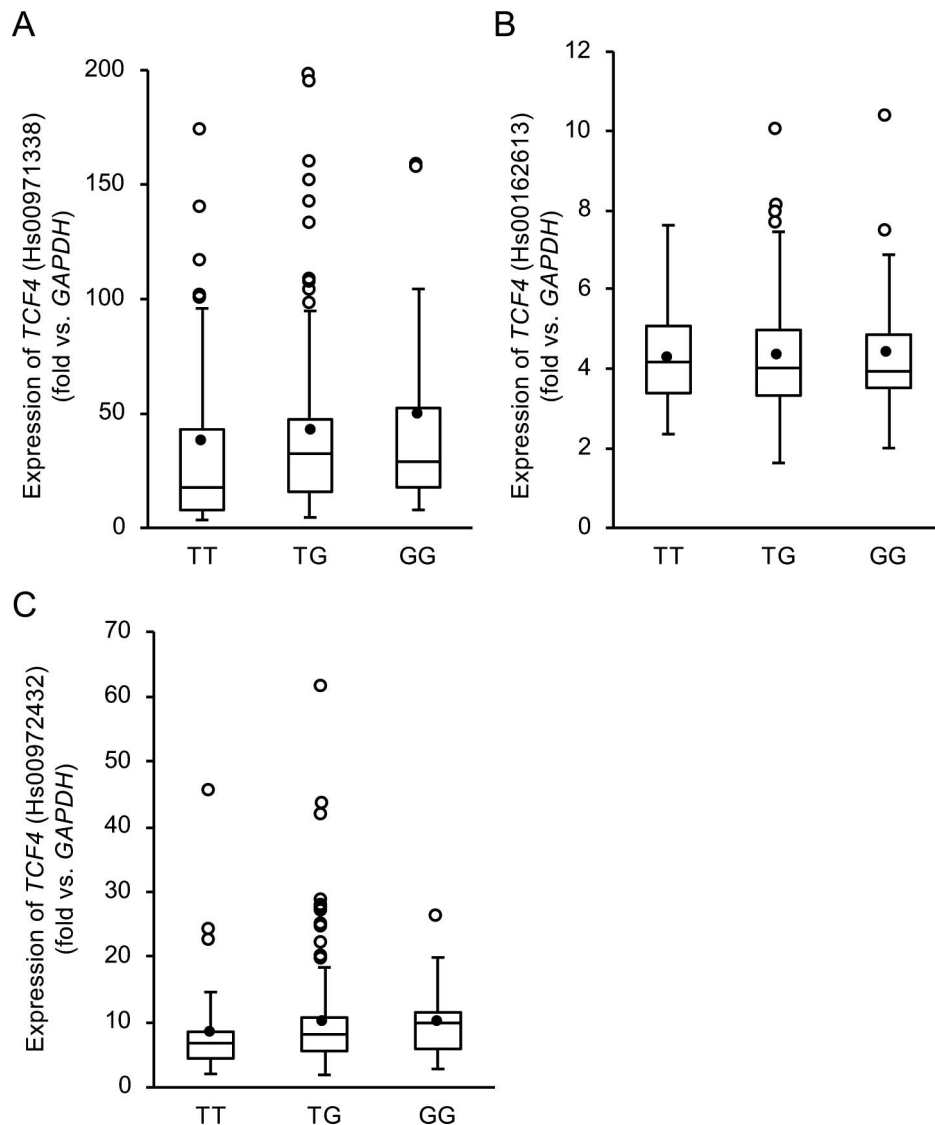 A
Expression of TCF4 (Hs00971338)
(fold vs. GAPDH)
200
150
100
50
0
TT TG GG
B
Expression of TCF4 (Hs00162613)
(fold vs. GAPDH)
12
10
8
6
4
2
0
TT TG GG
C
Expression of TCF4 (Hs00972432)
(fold vs. GAPDH)
70
60
50
40
30
20
10
0
TT TG GG